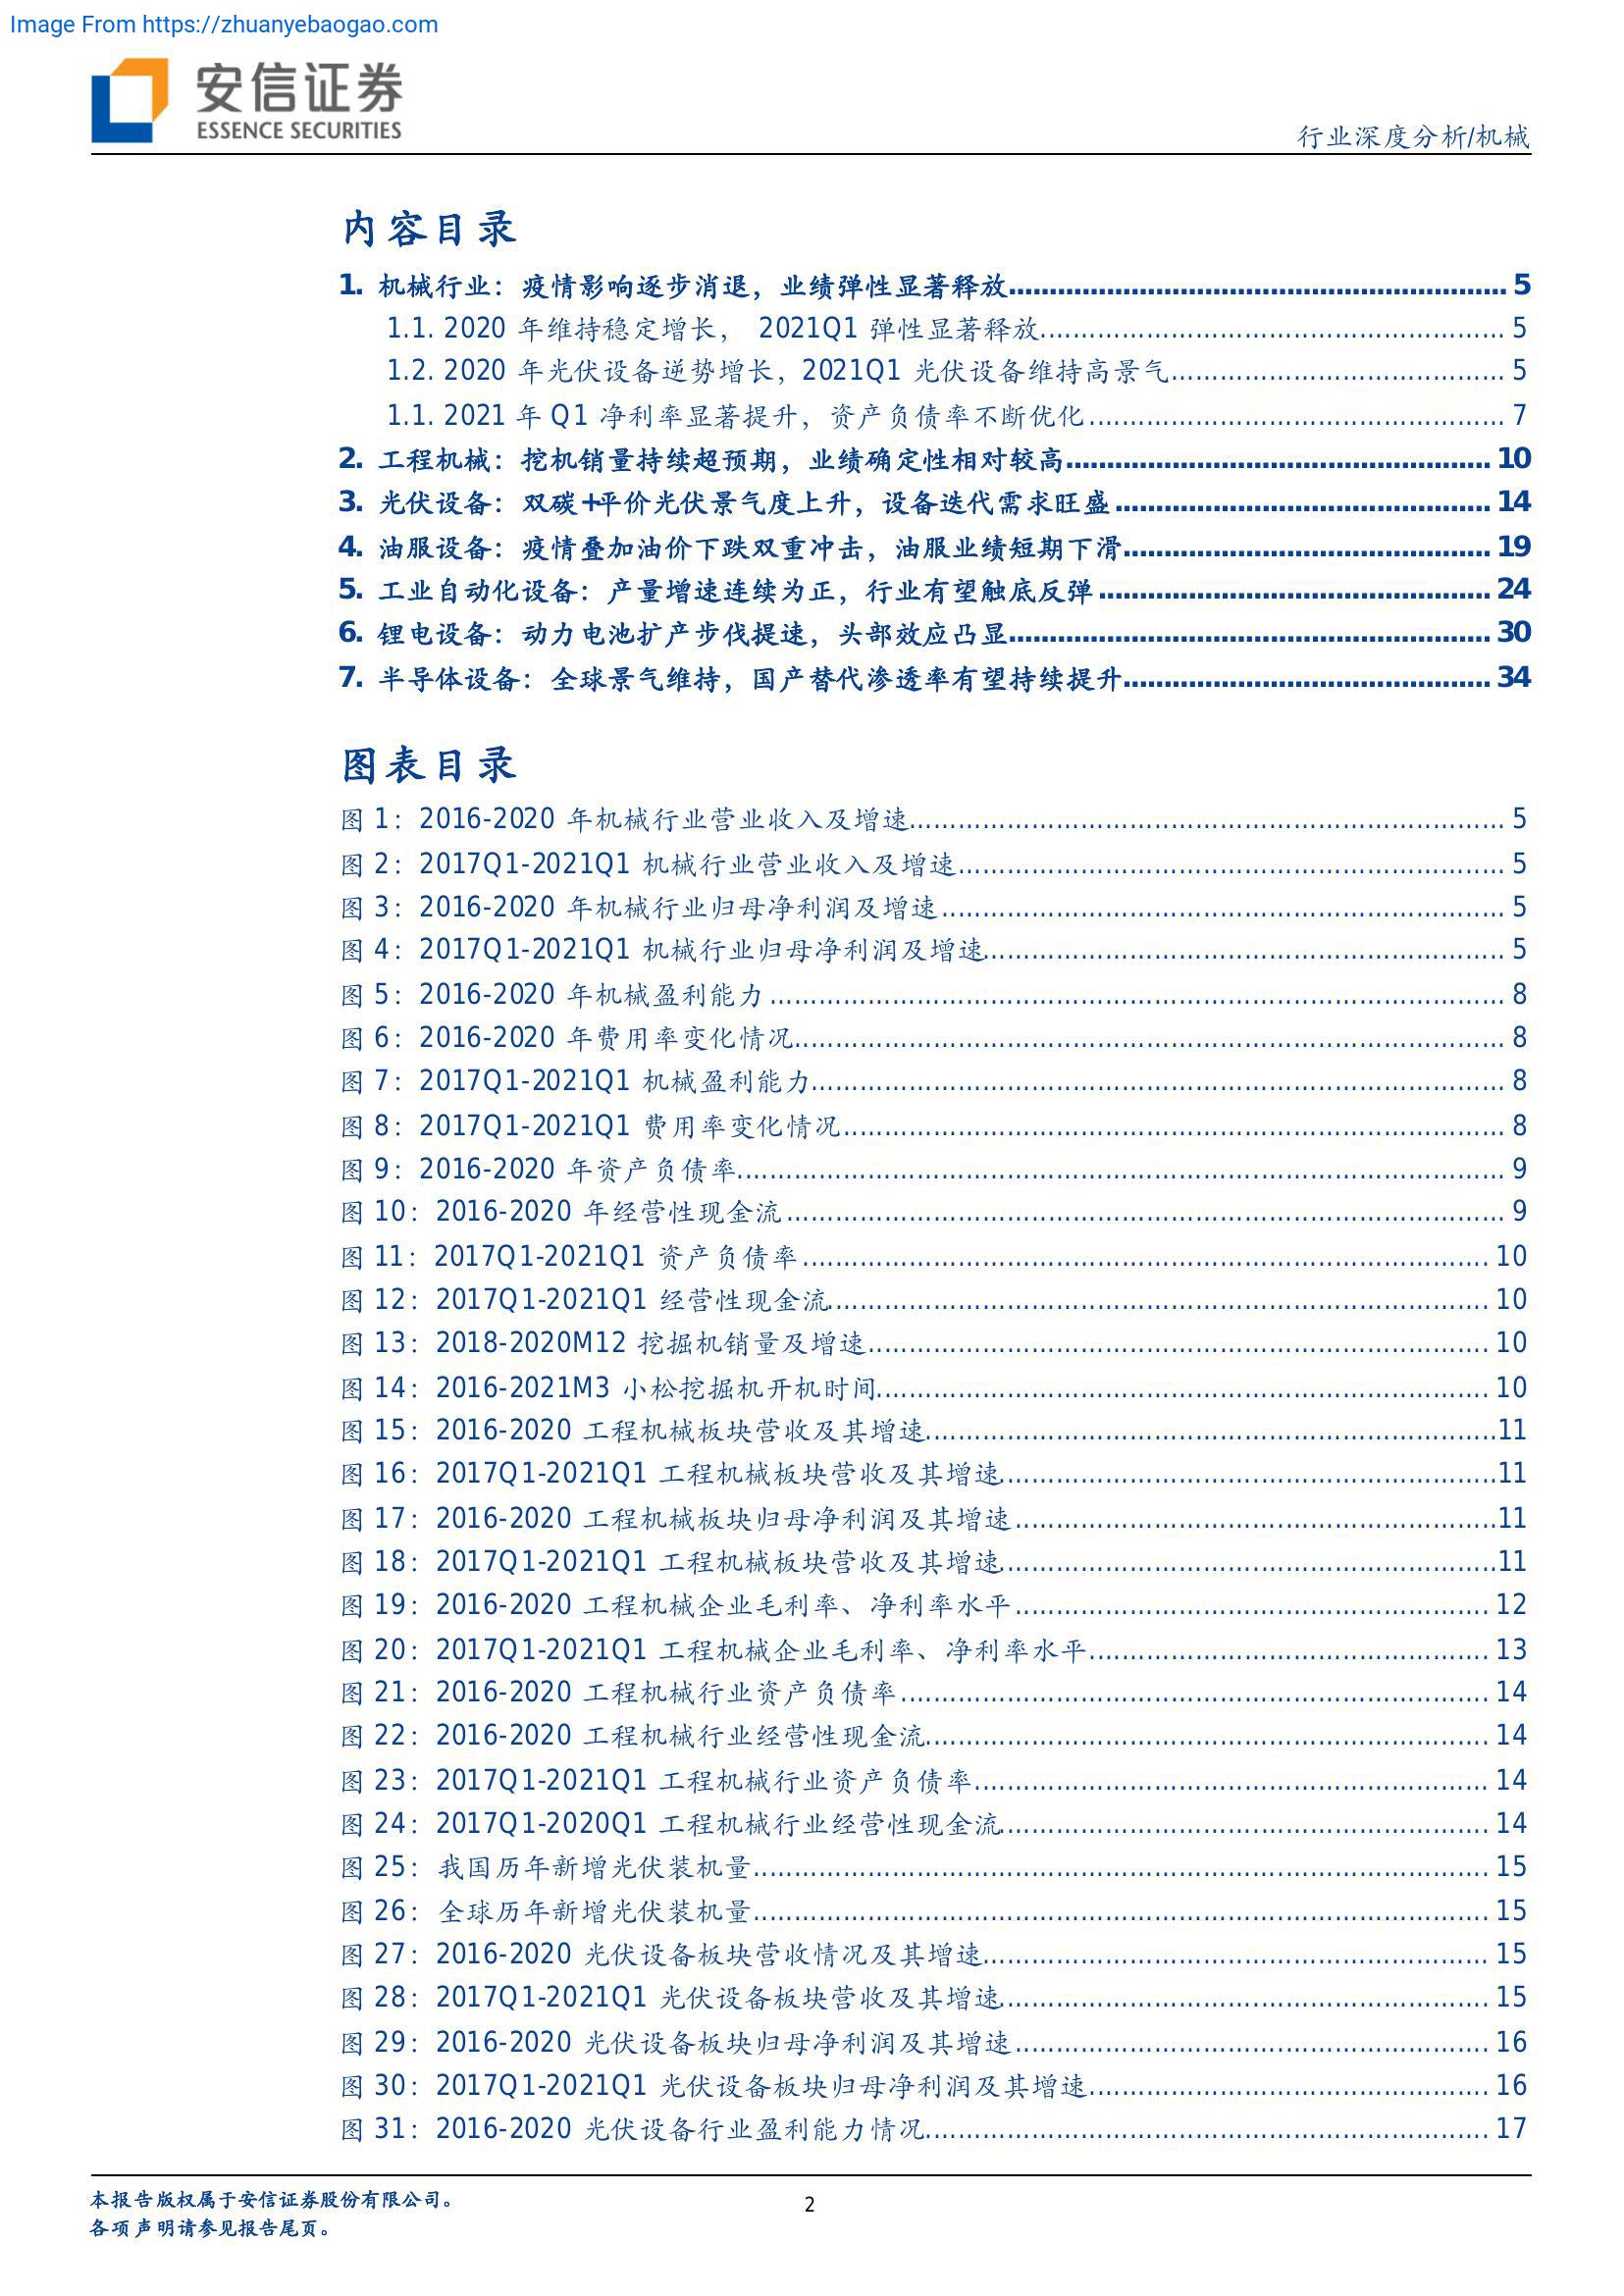 Image From https://zhuanyebaogao.com
安信证券
ESSENCE SECURITIES
行业深度分析/机械
内容目录
1. 机械行业：疫情影响逐步消退，业绩弹性显著释放 5
1.1. 2020 年维持稳定增长， 2021Q1 弹性显著释放 5
1.2. 2020 年光伏设备逆势增长，2021Q1 光伏设备维持高景气 5
1.1. 2021 年 Q1 净利率显著提升，资产负债率不断优化 7
2. 工程机械：挖机销量持续超预期，业绩确定性相对较高 10
3. 光伏设备：双碳+平价光伏景气度上升，设备迭代需求旺盛 14
4. 油服设备：疫情叠加油价下跌双重冲击，油服业绩短期下滑 19
5. 工业自动化设备：产量增速连续为正，行业有望触底反弹 24
6. 锂电设备：动力电池扩产步伐提速，头部效应凸显 30
7. 半导体设备：全球景气维持，国产替代渗透率有望持续提升 34
图表目录
图 1：2016-2020 年机械行业营业收入及增速 5
图 2：2017Q1-2021Q1 机械行业营业收入及增速 5
图 3：2016-2020 年机械行业归母净利润及增速 5
图 4：2017Q1-2021Q1 机械行业归母净利润及增速 5
图 5：2016-2020 年机械盈利能力 8
图 6：2016-2020 年费用率变化情况 8
图 7：2017Q1-2021Q1 机械盈利能力 8
图 8：2017Q1-2021Q1 费用率变化情况 8
图 9：2016-2020 年资产负债率 9
图 10：2016-2020 年经营性现金流 9
图 11：2017Q1-2021Q1 资产负债率 10
图 12：2017Q1-2021Q1 经营性现金流 10
图 13：2018-2020M12 挖掘机销量及增速 10
图 14：2016-2021M3 小松挖掘机开机时间 10
图 15：2016-2020 工程机械板块营收及其增速 11
图 16：2017Q1-2021Q1 工程机械板块营收及其增速 11
图 17：2016-2020 工程机械板块归母净利润及其增速 11
图 18：2017Q1-2021Q1 工程机械板块营收及其增速 11
图 19：2016-2020 工程机械企业毛利率、净利率水平 12
图 20：2017Q1-2021Q1 工程机械企业毛利率、净利率水平 13
图 21：2016-2020 工程机械行业资产负债率 14
图 22：2016-2020 工程机械行业经营性现金流 14
图 23：2017Q1-2021Q1 工程机械行业资产负债率 14
图 24：2017Q1-2020Q1 工程机械行业经营性现金流 14
图 25：我国历年新增光伏装机量 15
图 26：全球历年新增光伏装机量 15
图 27：2016-2020 光伏设备板块营收情况及其增速 15
图 28：2017Q1-2021Q1 光伏设备板块营收及其增速 15
图 29：2016-2020 光伏设备板块归母净利润及其增速 16
图 30：2017Q1-2021Q1 光伏设备板块归母净利润及其增速 16
图 31：2016-2020 光伏设备行业盈利能力情况 17
本报告版权属于安信证券股份有限公司。
各项声明请参见报告尾页。
2